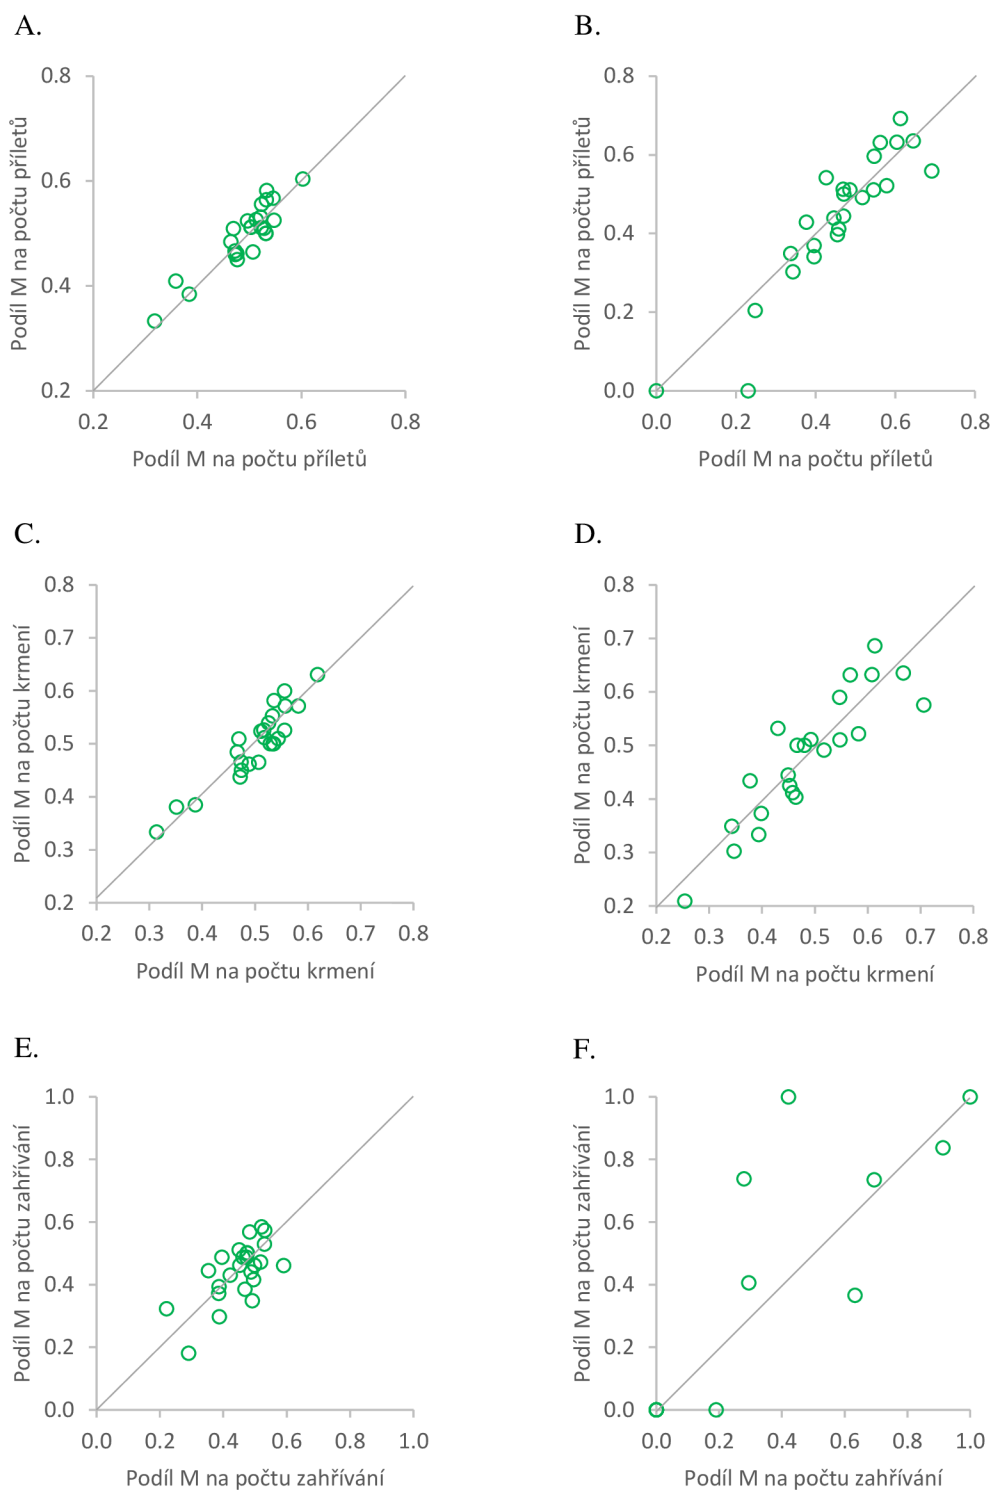 A.
Podíl M na počtu příletů
0.8
0.6
0.4
0.2
0.2 0.4 0.6 0.8
Podíl M na počtu příletů
B.
Podíl M na počtu příletů
0.8
0.6
0.4
0.2
0.0
0.0 0.2 0.4 0.6 0.8
Podíl M na počtu příletů
C.
Podíl M na počtu krmení
0.8
0.7
0.6
0.5
0.4
0.3
0.2
0.2 0.3 0.4 0.5 0.6 0.7 0.8
Podíl M na počtu krmení
D.
Podíl M na počtu krmení
0.8
0.7
0.6
0.5
0.4
0.3
0.2
0.2 0.3 0.4 0.5 0.6 0.7 0.8
Podíl M na počtu krmení
E.
Podíl M na počtu zahřívání
1.0
0.8
0.6
0.4
0.2
0.0
0.0 0.2 0.4 0.6 0.8 1.0
Podíl M na počtu zahřívání
F.
Podíl M na počtu zahřívání
1.0
0.8
0.6
0.4
0.2
0.0
0.0 0.2 0.4 0.6 0.8 1.0
Podíl M na počtu zahřívání